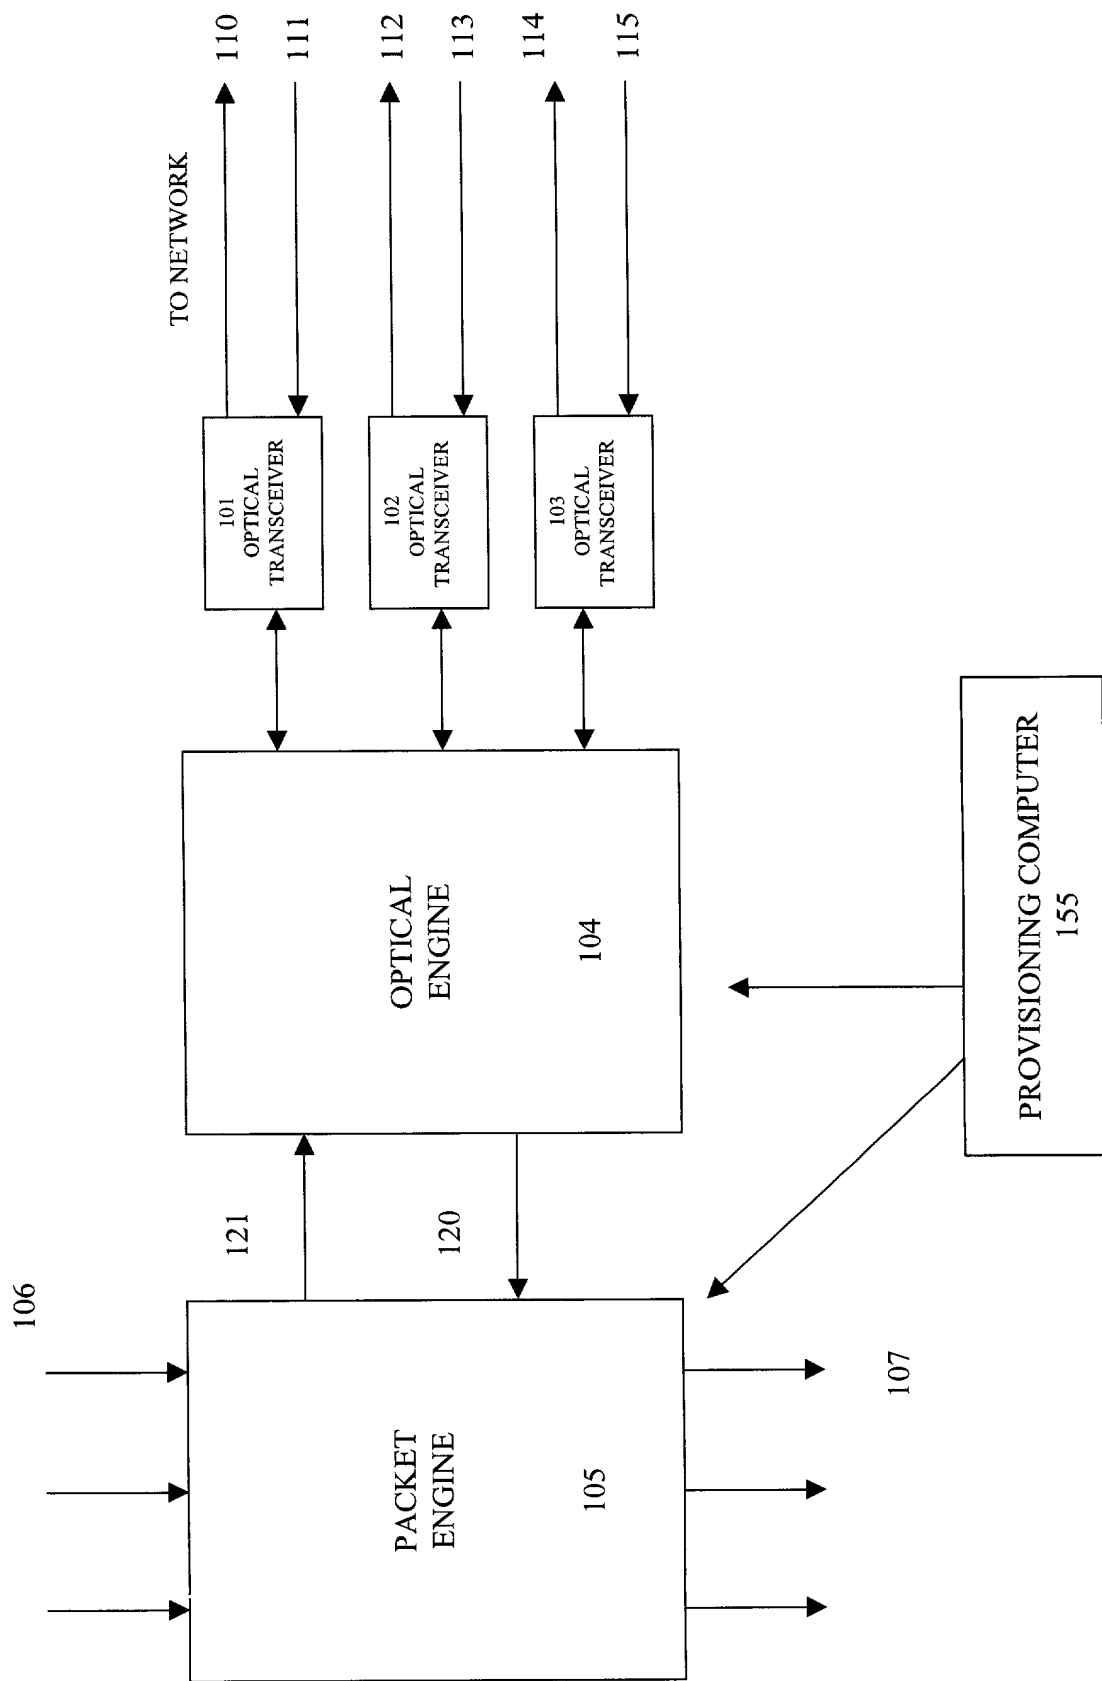 TO NETWORK
110
111
112
113
114
115
101
OPTICAL
TRANSCEIVER
102
OPTICAL
TRANSCEIVER
103
OPTICAL
TRANSCEIVER
OPTICAL
ENGINE
104
121
120
106
PACKET
ENGINE
105
107
PROVISIONING COMPUTER
155